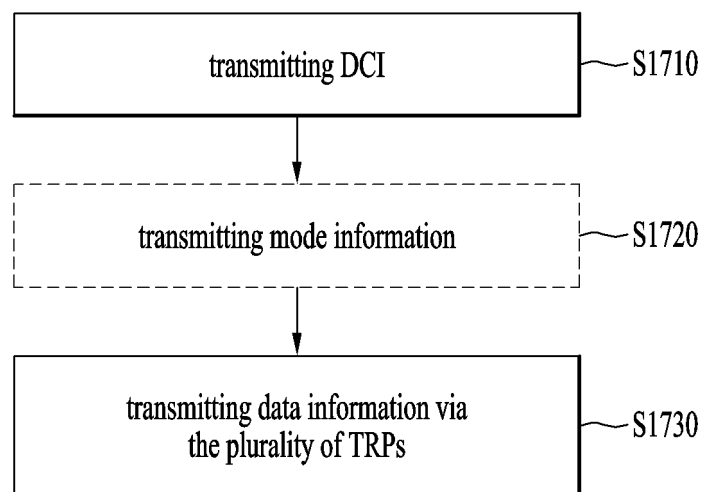 transmitting DCI
S1710
transmitting mode information
S1720
transmitting data information via
the plurality of TRPs
S1730